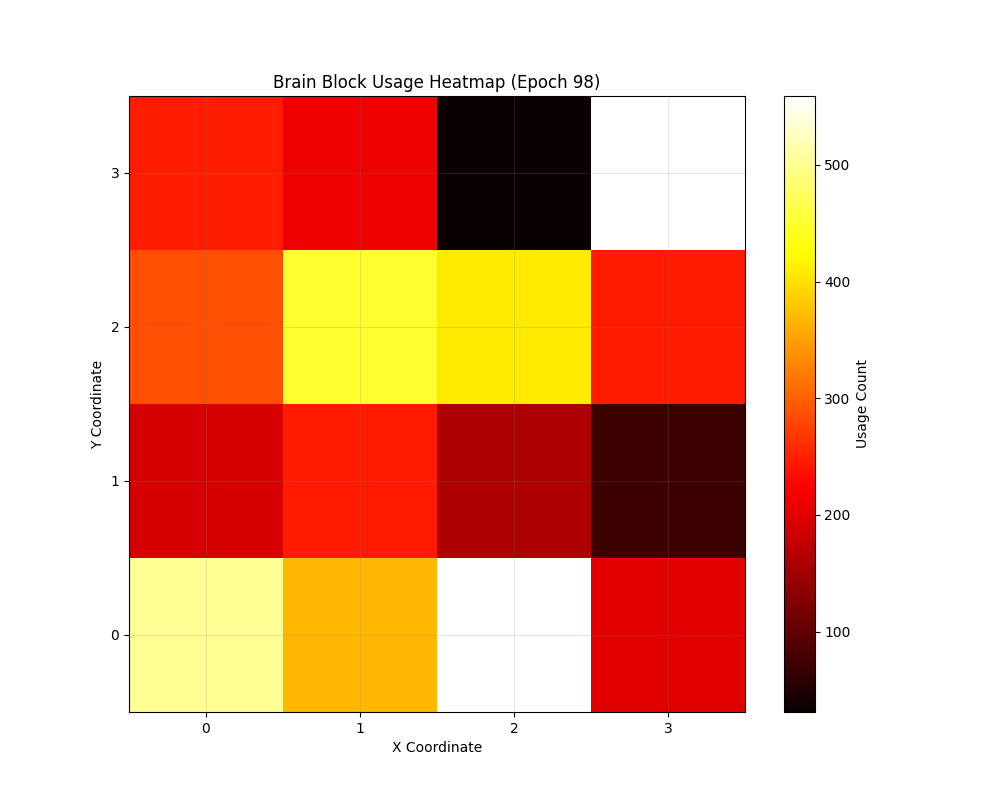 Brain Block Usage Heatmap (Epoch 98)
3
2
1
0
Y Coordinate
0 1 2 3
X Coordinate
500
400
300
200
100
Usage Count